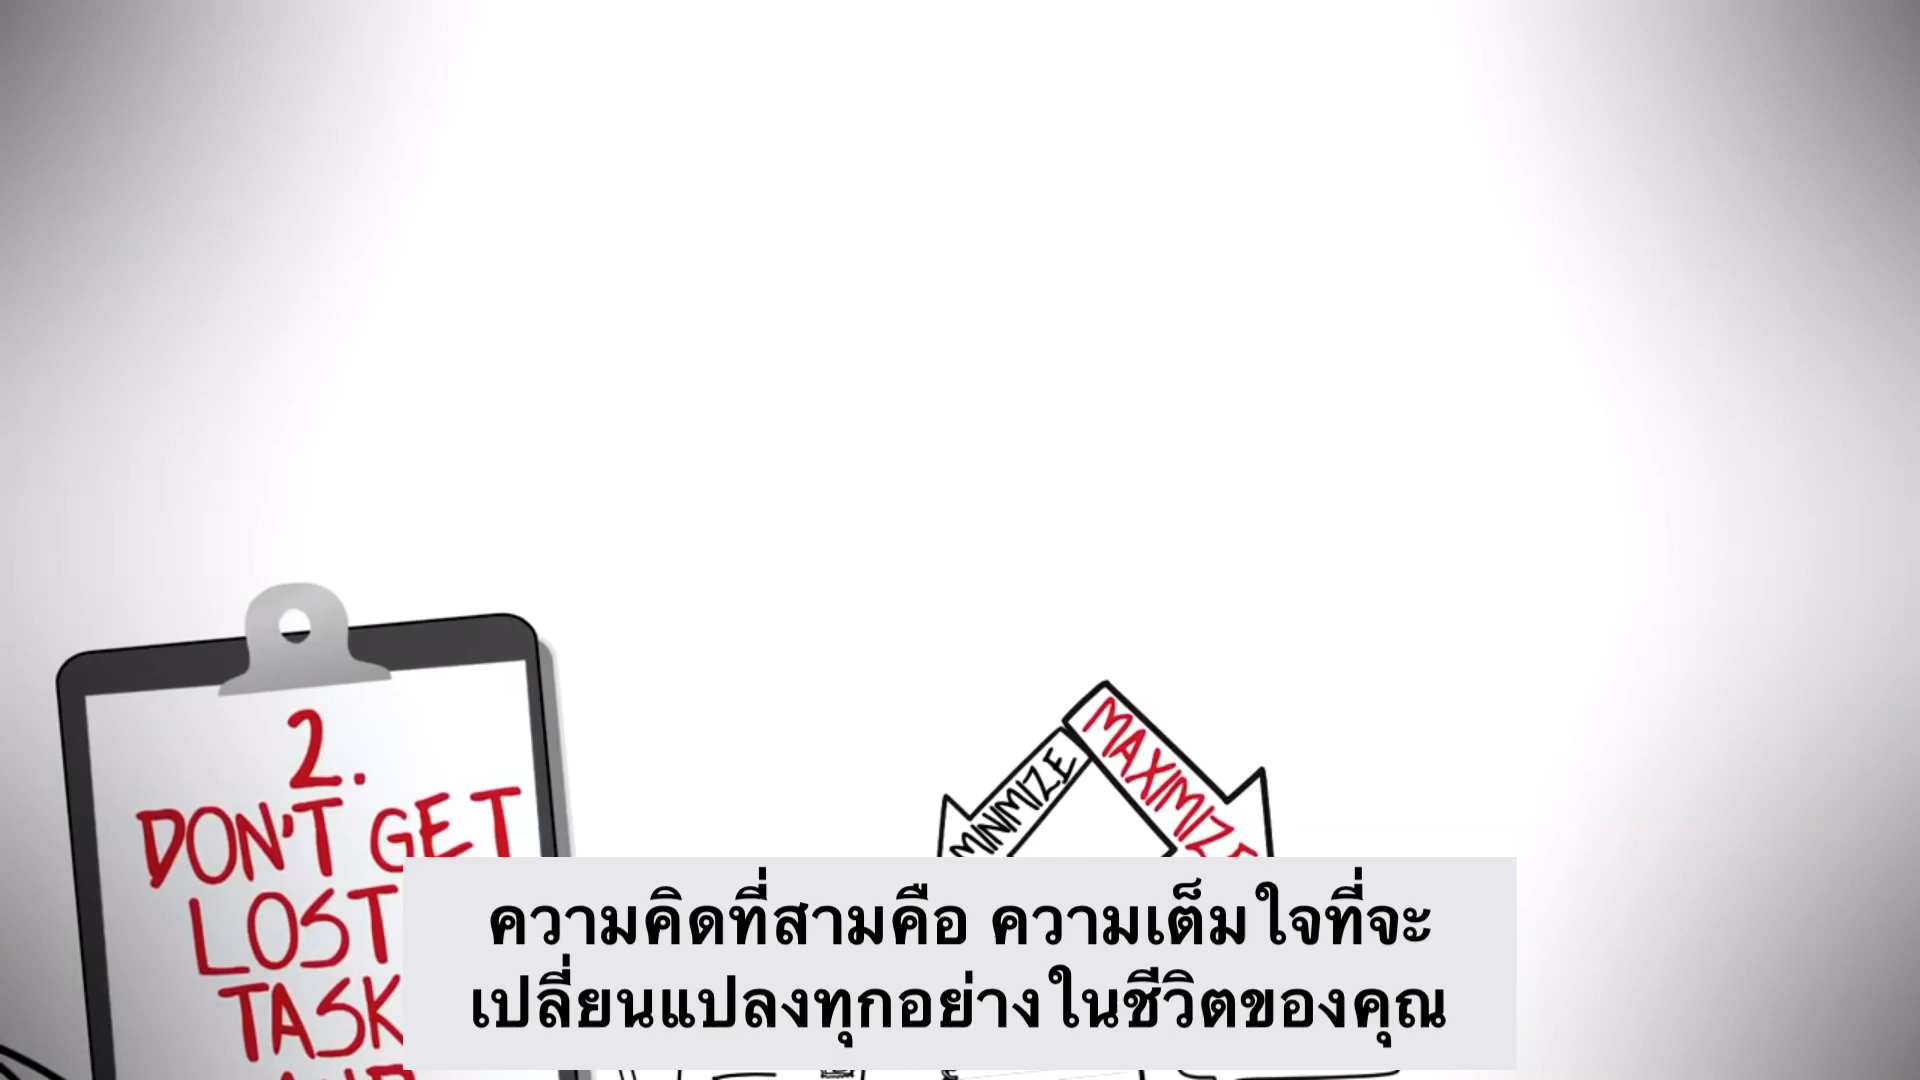 2.
DON'T GET
LOST
TASK
MINIMIZE
MAXIMIZE
ความคิดที่สามคือ ความเต็มใจที่จะ
เปลี่ยนแปลงทุกอย่างในชีวิตของคุณ